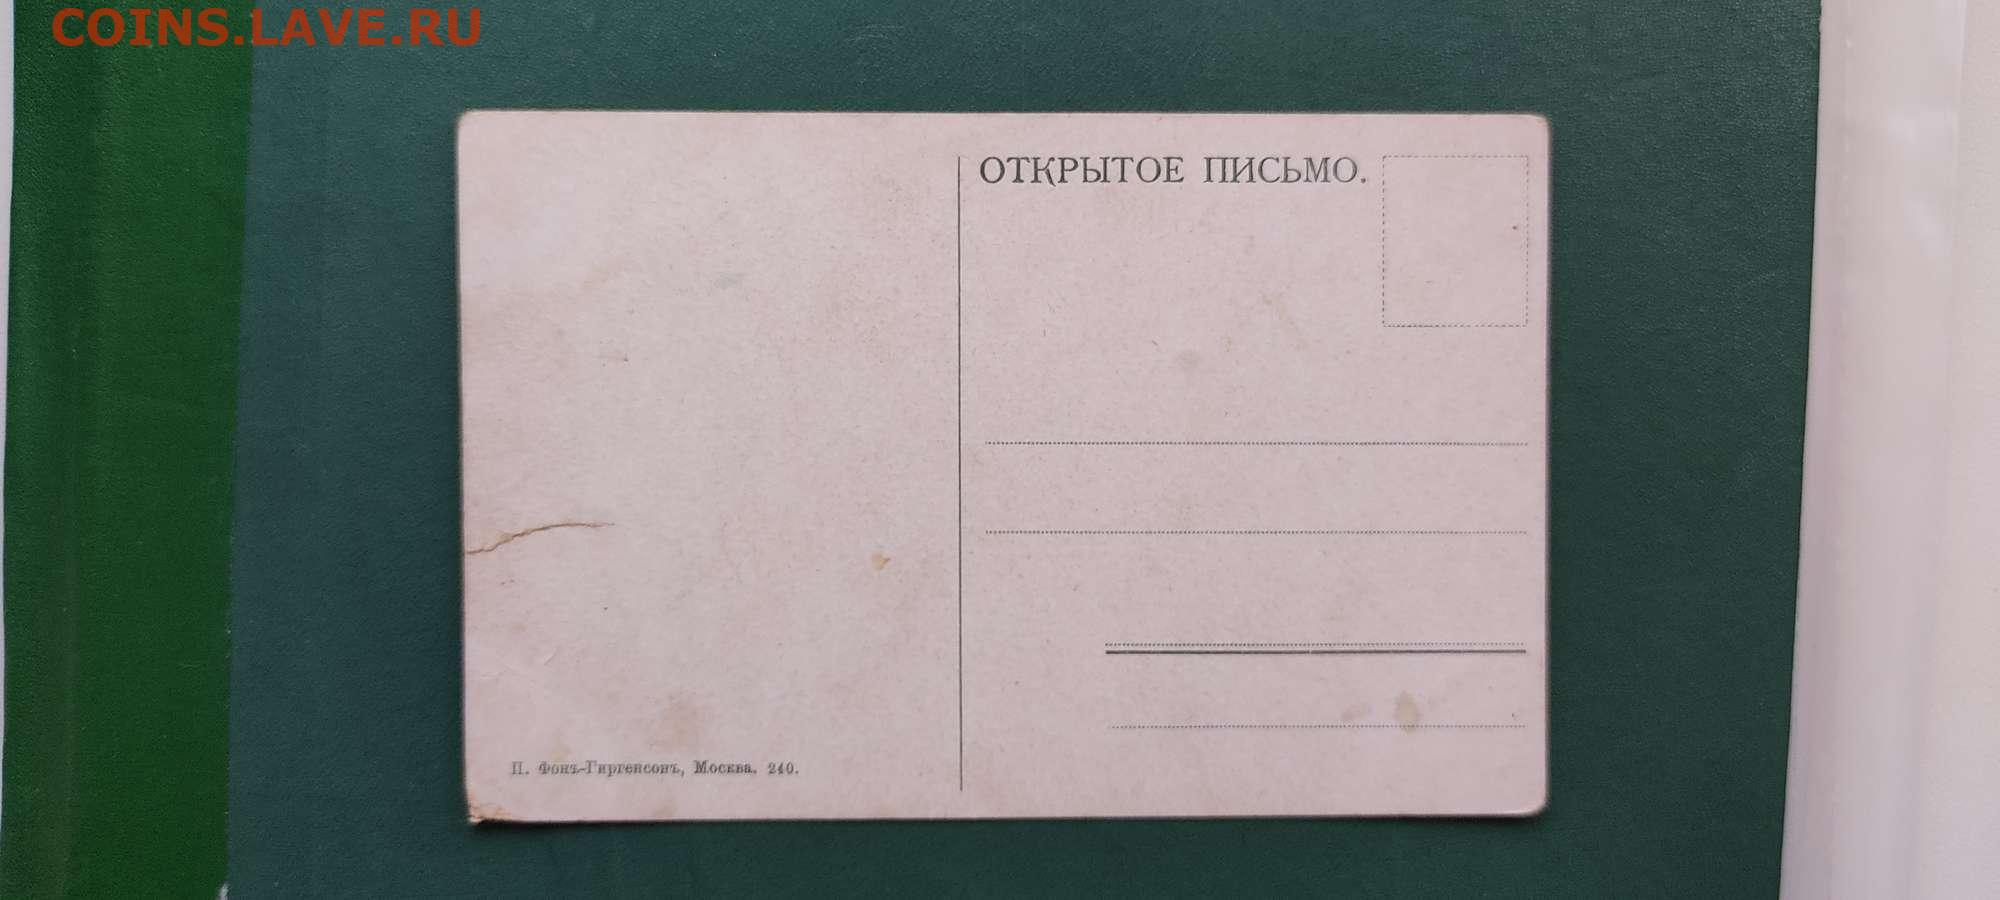 COINS.LAVE.RU
ОТКРЫТОЕ ПИСЬМО.
П. Фонъ-Гиргенсонъ, Москва. 240.